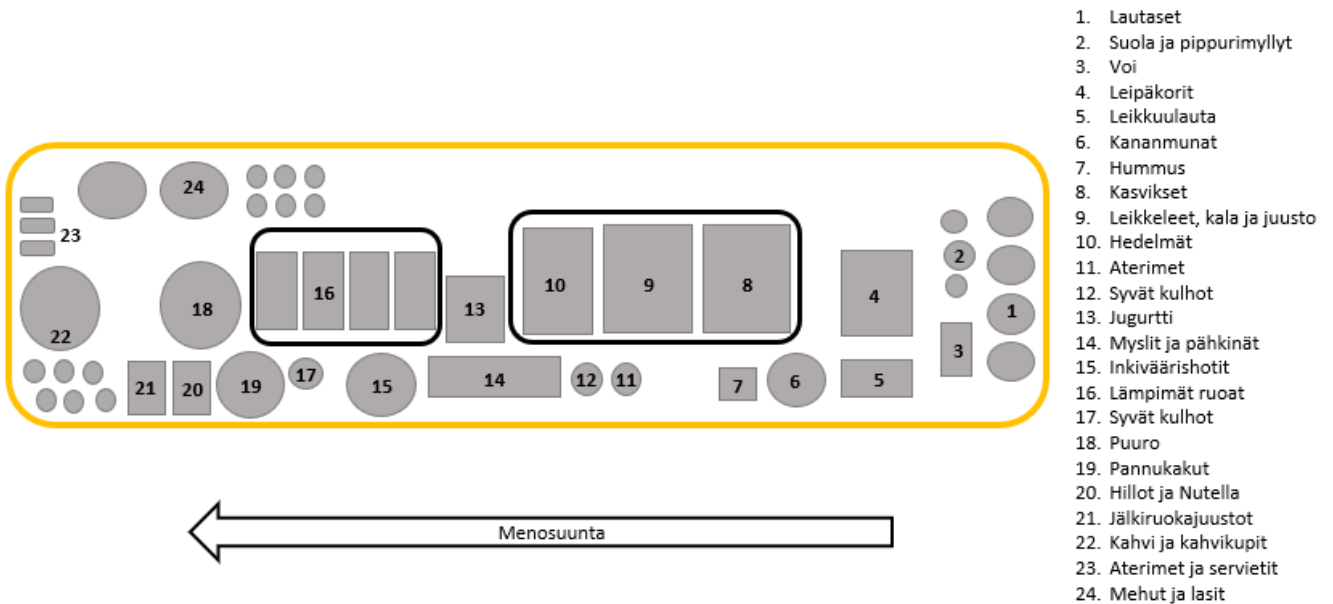 1. Lautaset
2. Suola ja pippurimyllyt
3. Voi
4. Leipäkorit
5. Leikkuulauta
6. Kananmunat
7. Hummus
8. Kasvikset
9. Leikkeleet, kala ja juusto
10. Hedelmät
11. Aterimet
12. Syvät kulhot
13. Jugurtti
14. Myslit ja pähkinät
15. Inkiväärishotit
16. Lämpimät ruoat
17. Syvät kulhot
18. Puuro
19. Pannukakut
20. Hillot ja Nutella
21. Jälkiruokajuustot
22. Kahvi ja kahvikupit
23. Aterimet ja servietit
24. Mehut ja lasit
24
23
2
16
10
9
8
4
18
13
1
22
3
17
21
20
19
15
14
12
11
7
6
5
Menosuunta